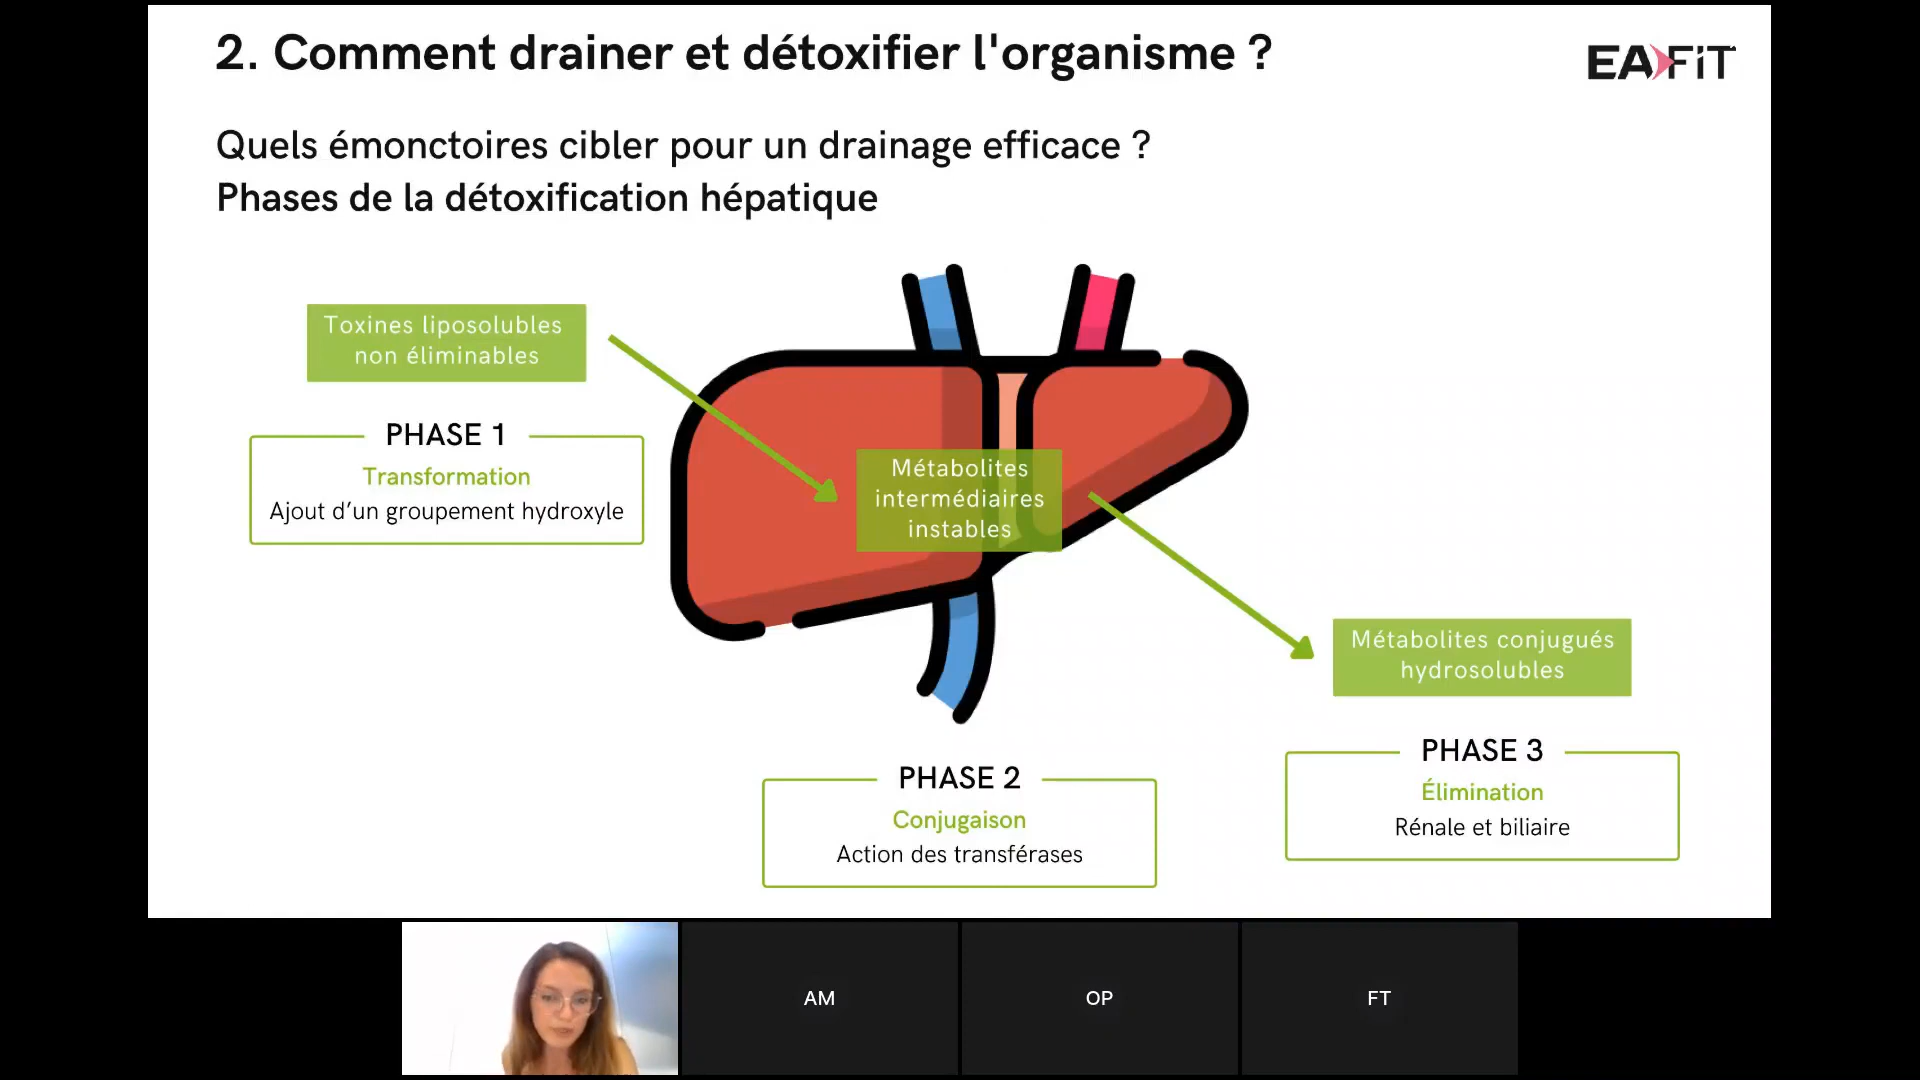 2. Comment drainer et détoxifier l'organisme ?
EAFIT
Quels émonctoires cibler pour un drainage efficace ?
Phases de la détoxification hépatique
Toxines liposolubles
non éliminables
PHASE 1
Transformation
Ajout d’un groupement hydroxyle
Métabolites
intermédiaires
instables
Métabolites conjugués
hydrosolubles
PHASE 2
Conjugaison
Action des transférases
PHASE 3
Élimination
Rénale et biliaire
AM
OP
FT